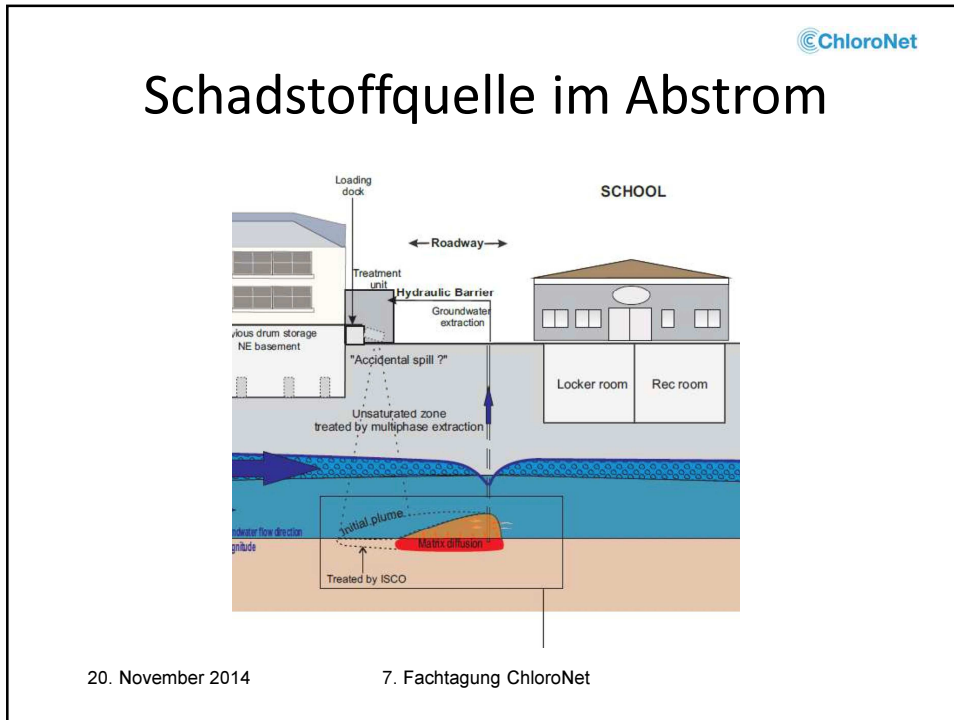 ChloroNet
Schadstoffquelle im Abstrom
Loading
dock
SCHOOL
Roadway
Treatment
unit
Hydraulic Barrier
Groundwater
extraction
vious drum storage
NE basement
"Accidental spill ?"
Locker room
Rec room
Unsaturated zone
treated by multiphase extraction
Initial plume
ndwater flow direction
gnitude
Matrix diffusion
Treated by ISCO
20. November 2014
7. Fachtagung ChloroNet